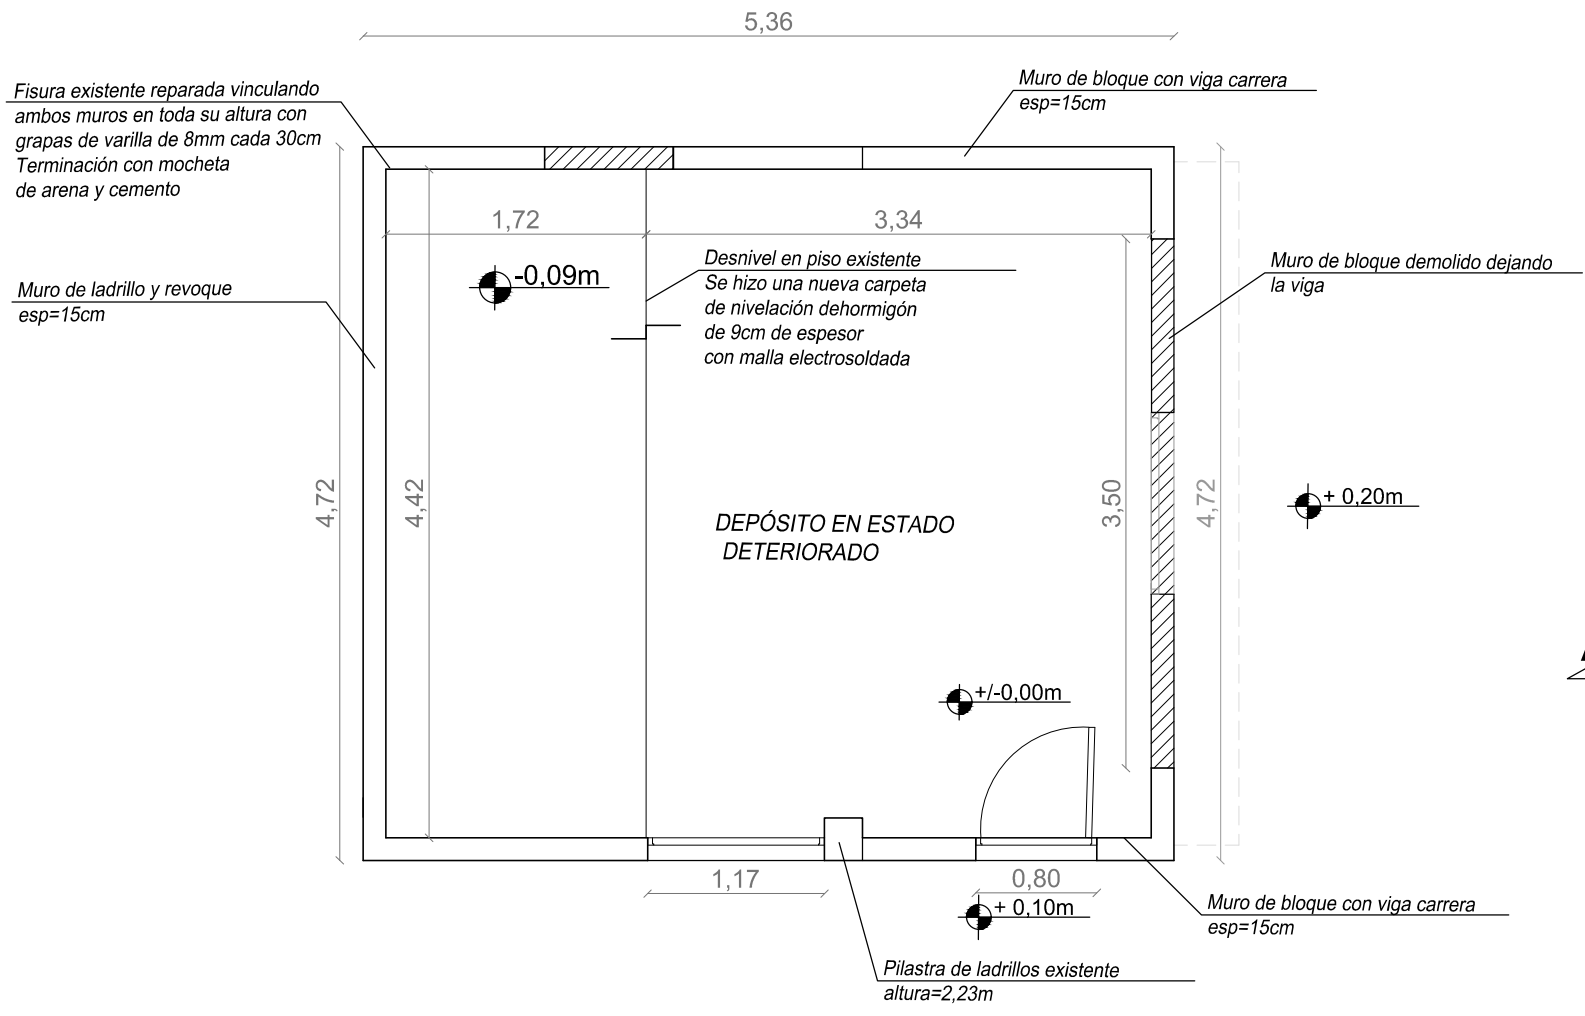 5,36
Fisura existente reparada vinculando
ambos muros en toda su altura con
grapas de varilla de 8mm cada 30cm
Terminación con mocheta
de arena y cemento
Muro de bloque con viga carrera
esp=15cm
1,72
3,34
-0,09m
Desnivel en piso existente
Se hizo una nueva carpeta
de nivelación dehormigón
de 9cm de espesor
con malla electrosoldada
Muro de bloque demolido dejando
la viga
Muro de ladrillo y revoque
esp=15cm
4,72
4,42
3,50
4,72
+ 0,20m
DEPÓSITO EN ESTADO
DETERIORADO
+/-0,00m
1,17
0,80
+ 0,10m
Muro de bloque con viga carrera
esp=15cm
Pilastra de ladrillos existente
altura=2,23m